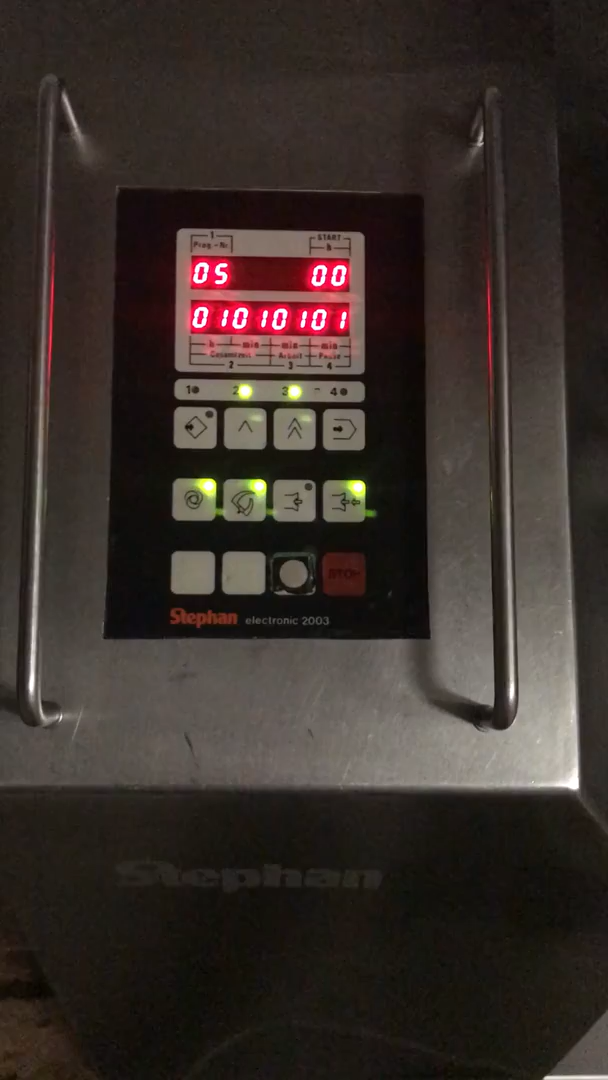 1
Prog.-Nr. START
h
05 00
01010101
h min min min
Gesamtzeit Arbeit Pause
2 3 4
1 2 3 4
STOP
Stephan electronic 2003
Stephan